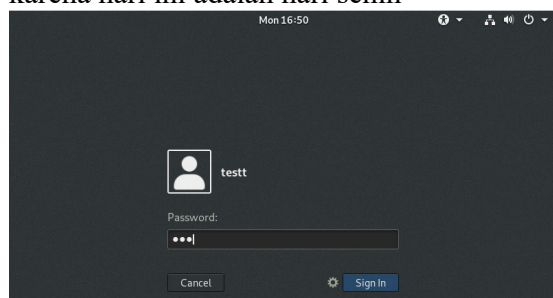 karena hari ini adalah hari senin
Mon 16:50
testt
Password:
Cancel
Sign In